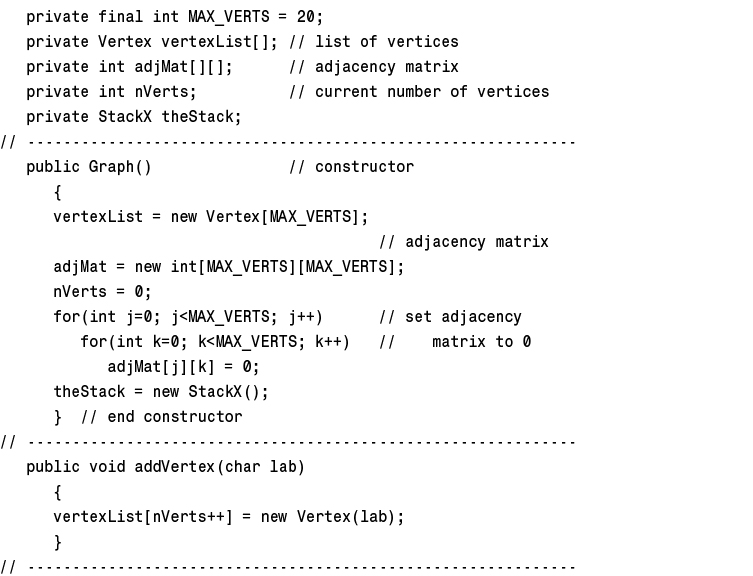 private final int MAX_VERTS = 20;
private Vertex vertexList[]; // list of vertices
private int adjMat[][];      // adjacency matrix
private int nVerts;          // current number of vertices
private StackX theStack;
// -------------------------------------------------------------
public Graph()               // constructor
{
vertexList = new Vertex[MAX_VERTS];
// adjacency matrix
adjMat = new int[MAX_VERTS][MAX_VERTS];
nVerts = 0;
for(int j=0; j<MAX_VERTS; j++)      // set adjacency
for(int k=0; k<MAX_VERTS; k++)   //    matrix to 0
adjMat[j][k] = 0;
theStack = new StackX();
}  // end constructor
// -------------------------------------------------------------
public void addVertex(char lab)
{
vertexList[nVerts++] = new Vertex(lab);
}
// -------------------------------------------------------------